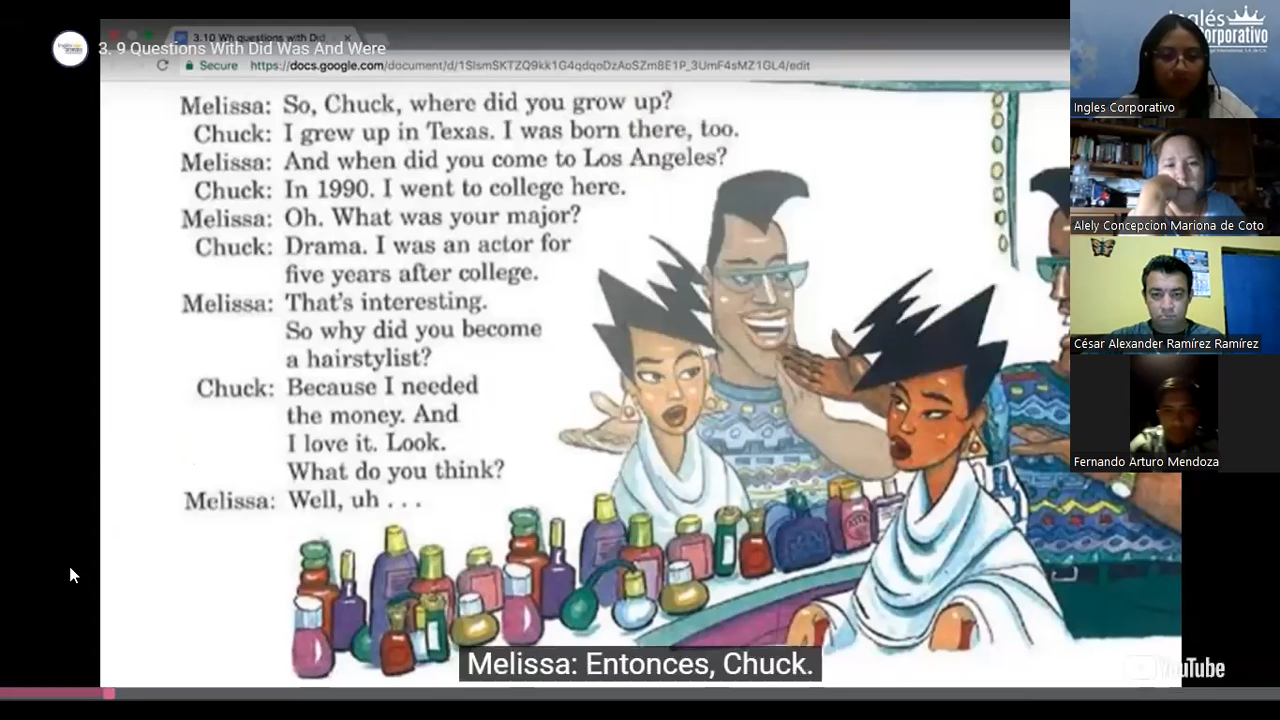 3. 9 Questions With Did Was And Were
3.10 Wh questions with Did
Secure https://docs.google.com/document/d/1SlsmSKTZQ9kk1G4qdqoDzAoSZm8E1P_3UmF4sMZ1GL4/edit
Melissa: So, Chuck, where did you grow up?
Chuck: I grew up in Texas. I was born there, too.
Melissa: And when did you come to Los Angeles?
Chuck: In 1990. I went to college here.
Melissa: Oh. What was your major?
Chuck: Drama. I was an actor for
five years after college.
Melissa: That's interesting.
So why did you become
a hairstylist?
Chuck: Because I needed
the money. And
I love it. Look.
What do you think?
Melissa: Well, uh . . .
Melissa: Entonces, Chuck.
YouTube
inglés
corporativo
Ingles Corporativo
Alely Concepcion Mariona de Coto
César Alexander Ramírez Ramírez
Fernando Arturo Mendoza